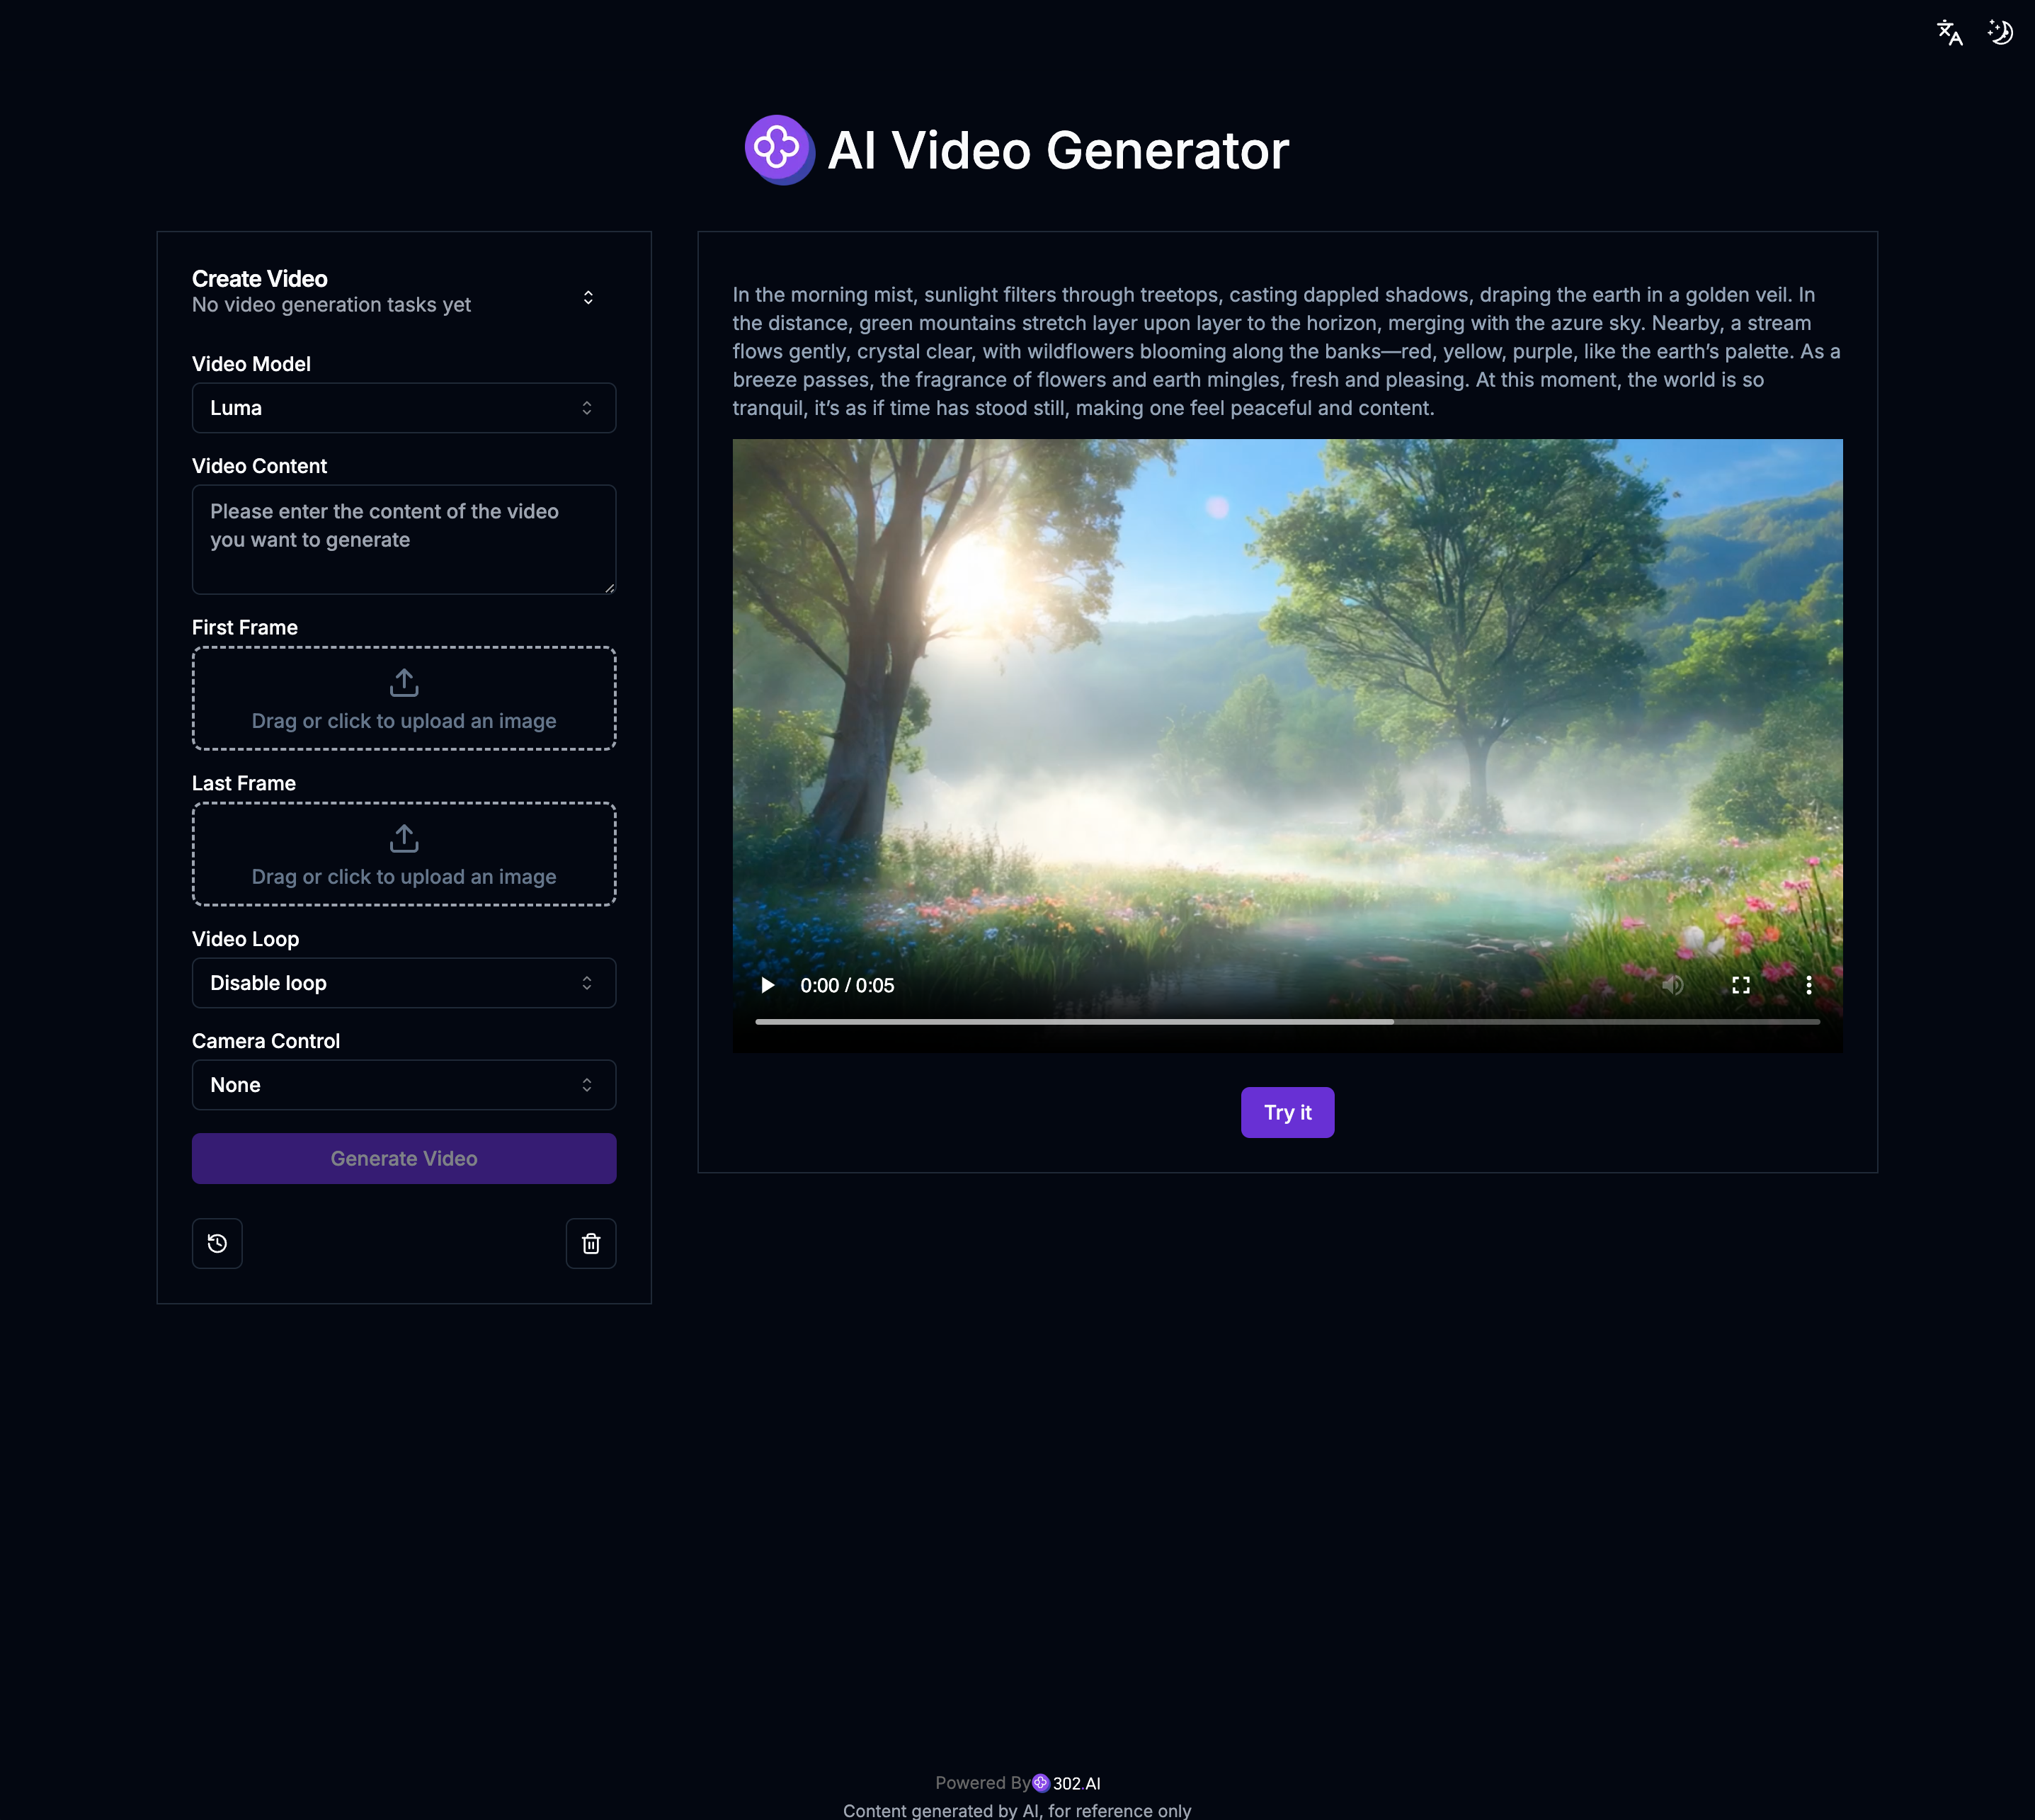 AI Video Generator
Create Video
No video generation tasks yet
Video Model
Luma
Video Content
Please enter the content of the video
you want to generate
First Frame
Drag or click to upload an image
Last Frame
Drag or click to upload an image
Video Loop
Disable loop
Camera Control
None
Generate Video
In the morning mist, sunlight filters through treetops, casting dappled shadows, draping the earth in a golden veil. In
the distance, green mountains stretch layer upon layer to the horizon, merging with the azure sky. Nearby, a stream
flows gently, crystal clear, with wildflowers blooming along the banks—red, yellow, purple, like the earth’s palette. As a
breeze passes, the fragrance of flowers and earth mingles, fresh and pleasing. At this moment, the world is so
tranquil, it’s as if time has stood still, making one feel peaceful and content.
0:00 / 0:05
Try it
Powered By 302.AI
Content generated by AI, for reference only